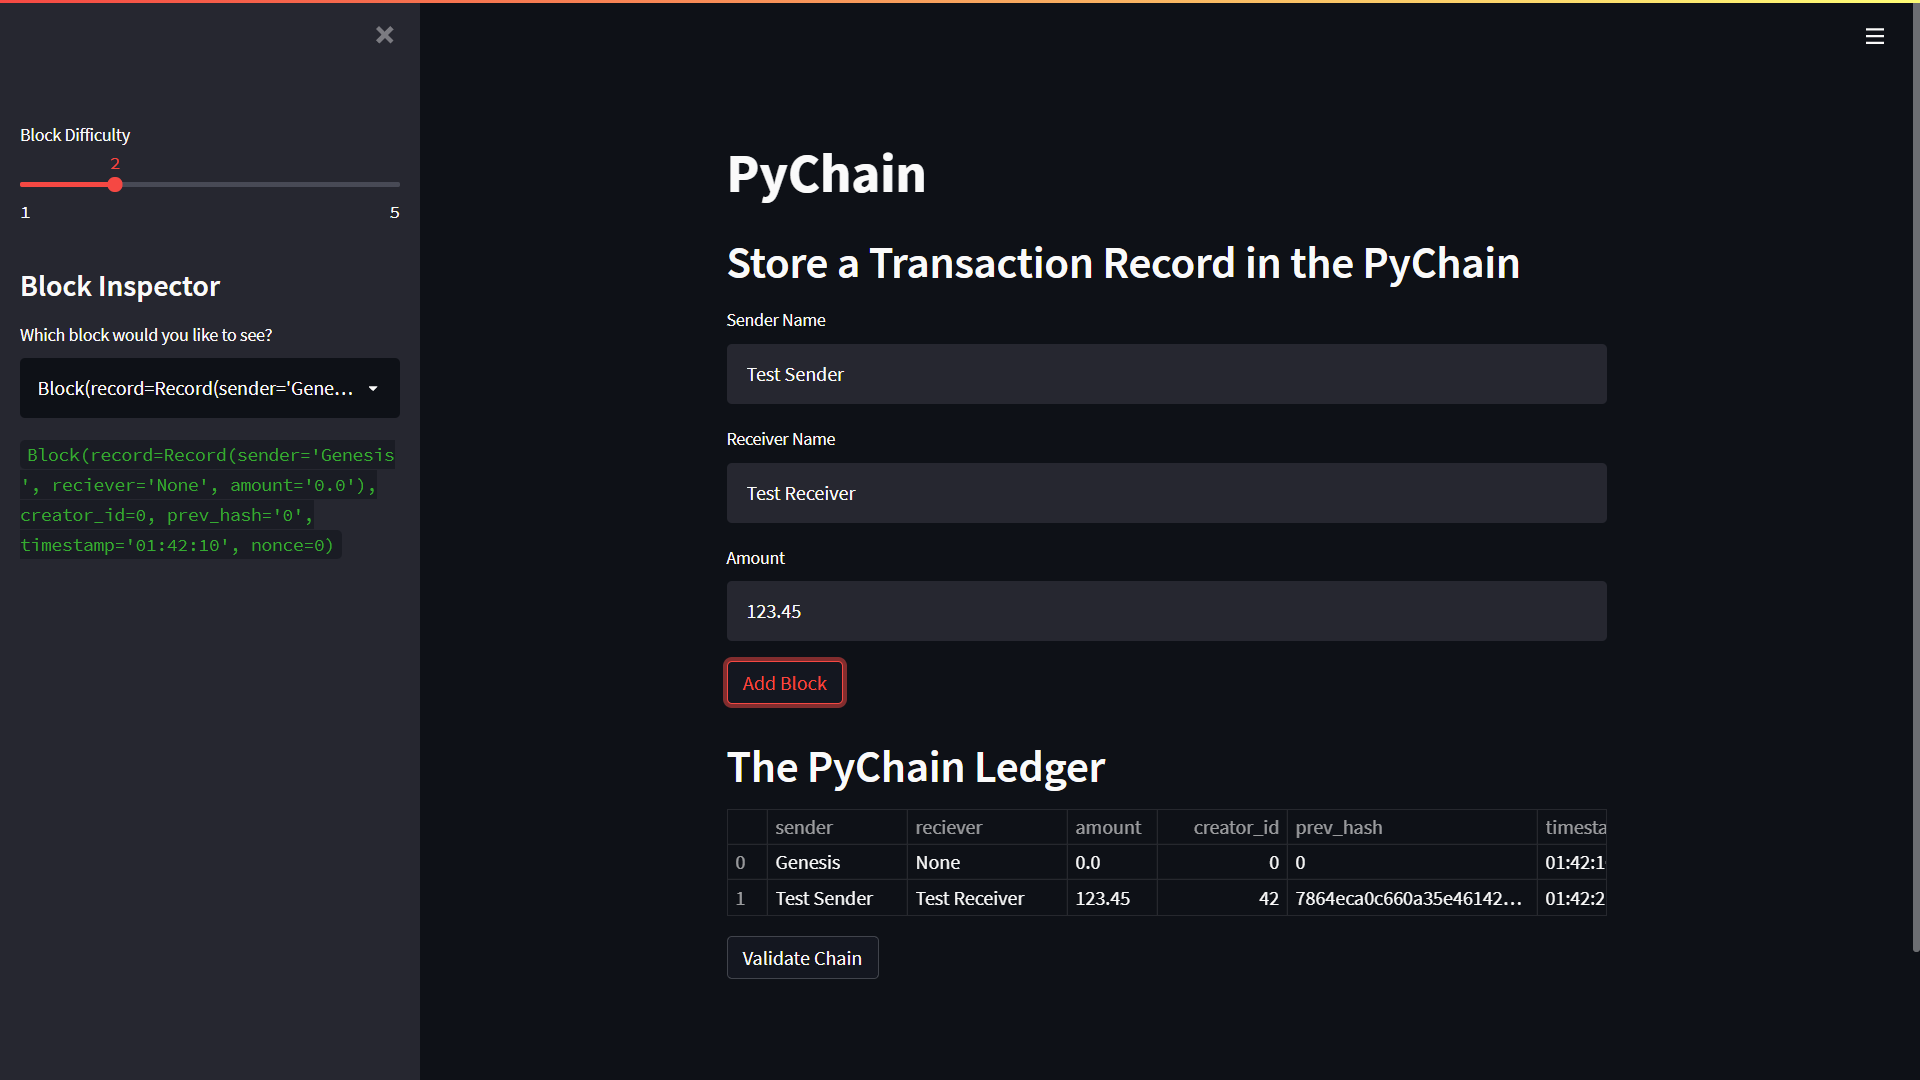 Block Difficulty
2
1 5
Block Inspector
Which block would you like to see?
Block(record=Record(sender='Gene...
Block(record=Record(sender='Genesis
', reciever='None', amount='0.0'),
creator_id=0, prev_hash='0',
timestamp='01:42:10', nonce=0)
PyChain
Store a Transaction Record in the PyChain
Sender Name
Test Sender
Receiver Name
Test Receiver
Amount
123.45
Add Block
The PyChain Ledger
sender reciever amount creator_id prev_hash timesta
0 Genesis None 0.0 0 0 01:42:1
1 Test Sender Test Receiver 123.45 42 7864eca0c660a35e46142... 01:42:2
Validate Chain